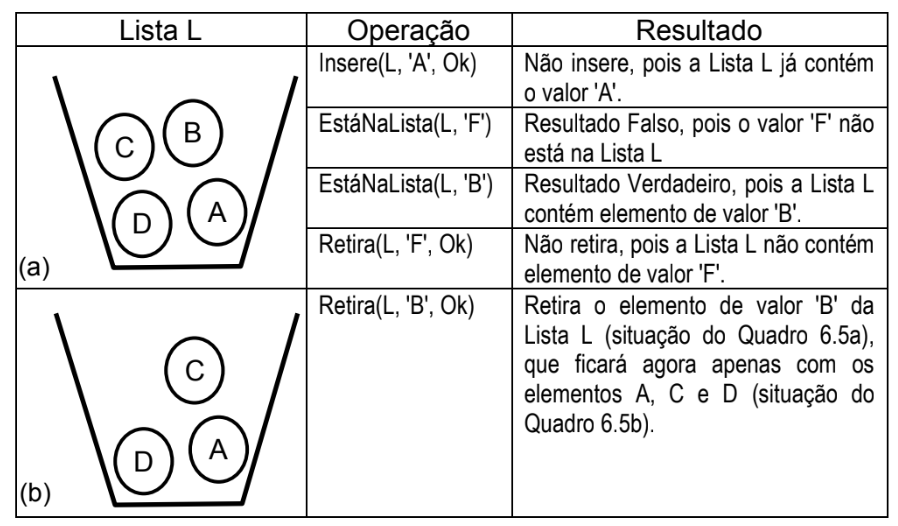 Lista L Operação Resultado
Insere(L, 'A', Ok) Não insere, pois a Lista L já contém
o valor 'A'.
C B
EstáNaLista(L, 'F') Resultado Falso, pois o valor 'F' não
está na Lista L
EstáNaLista(L, 'B') Resultado Verdadeiro, pois a Lista L
contém elemento de valor 'B'.
D A
Retira(L, 'F', Ok) Não retira, pois a Lista L não contém
elemento de valor 'F'.
(a)
Retira(L, 'B', Ok) Retira o elemento de valor 'B' da
Lista L (situação do Quadro 6.5a),
que ficará agora apenas com os
elementos A, C e D (situação do
Quadro 6.5b).
C
D A
(b)